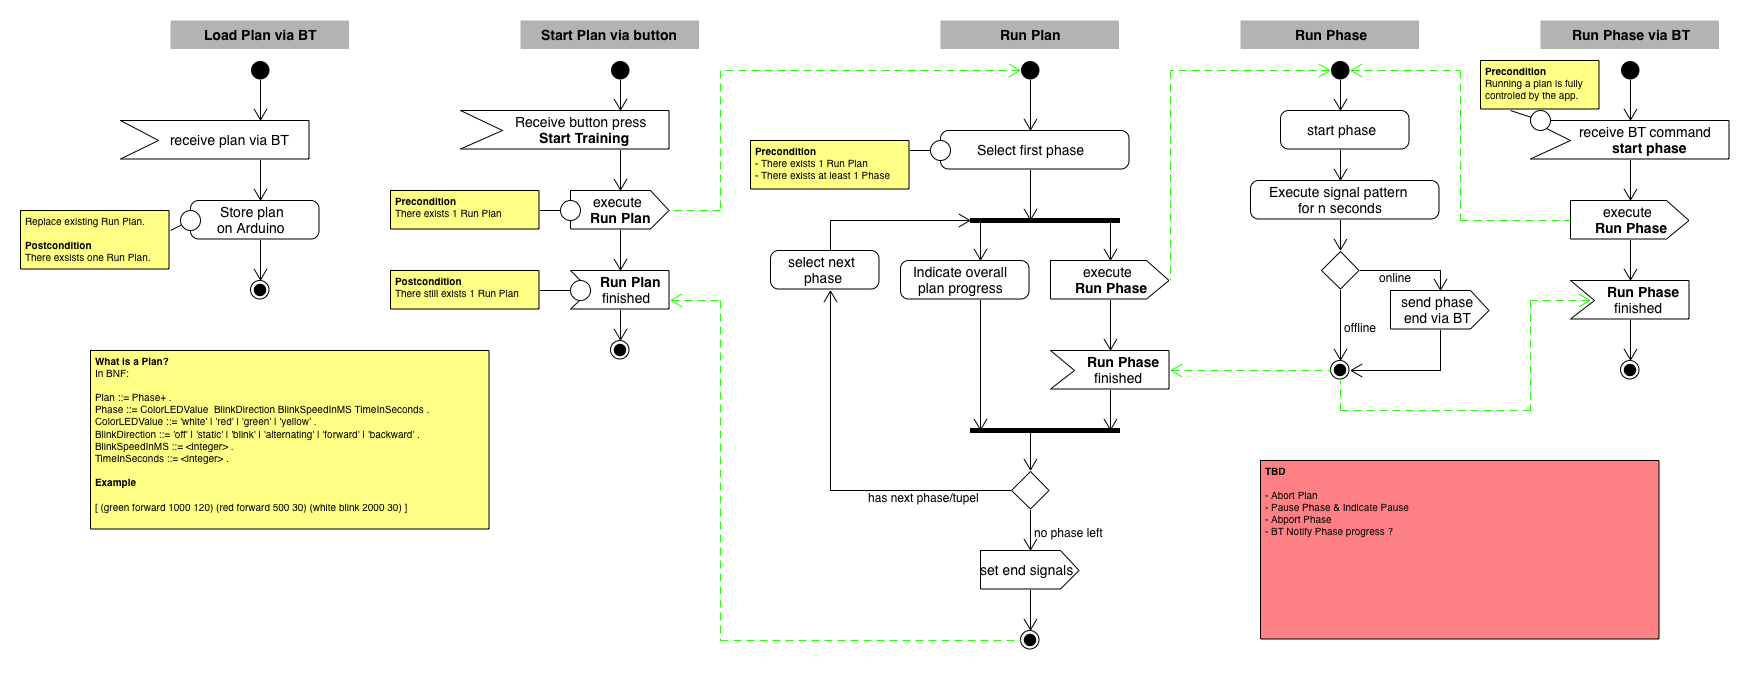 Load Plan via BT
receive plan via BT
Store plan
on Arduino
Replace existing Run Plan.
Postcondition
There exsists one Run Plan.
Start Plan via button
Receive button press
Start Training
Precondition
There exists 1 Run Plan
execute
Run Plan
Postcondition
There still exists 1 Run Plan
Run Plan
finished
What is a Plan?
In BNF:
Plan ::= Phase+ .
Phase ::= ColorLEDValue  BlinkDirection BlinkSpeedInMS TimeInSeconds .
ColorLEDValue ::= 'white' | 'red' | 'green' | 'yellow' .
BlinkDirection ::= 'off' | 'static' | 'blink' | 'alternating' | 'forward' | 'backward' .
BlinkSpeedInMS ::= <integer> .
TimeInSeconds ::= <integer> .
Example
[ (green forward 1000 120) (red forward 500 30) (white blink 2000 30) ]
Run Plan
Precondition
- There exists 1 Run Plan
- There exists at least 1 Phase
Select first phase
select next
phase
Indicate overall
plan progress
execute
Run Phase
Run Phase
finished
has next phase/tupel
no phase left
set end signals
Run Phase
start phase
Execute signal pattern
for n seconds
online
send phase
end via BT
offline
Run Phase via BT
Precondition
Running a plan is fully
controled by the app.
receive BT command
start phase
execute
Run Phase
Run Phase
finished
TBD
- Abort Plan
- Pause Phase & Indicate Pause
- Abport Phase
- BT Notify Phase progress ?